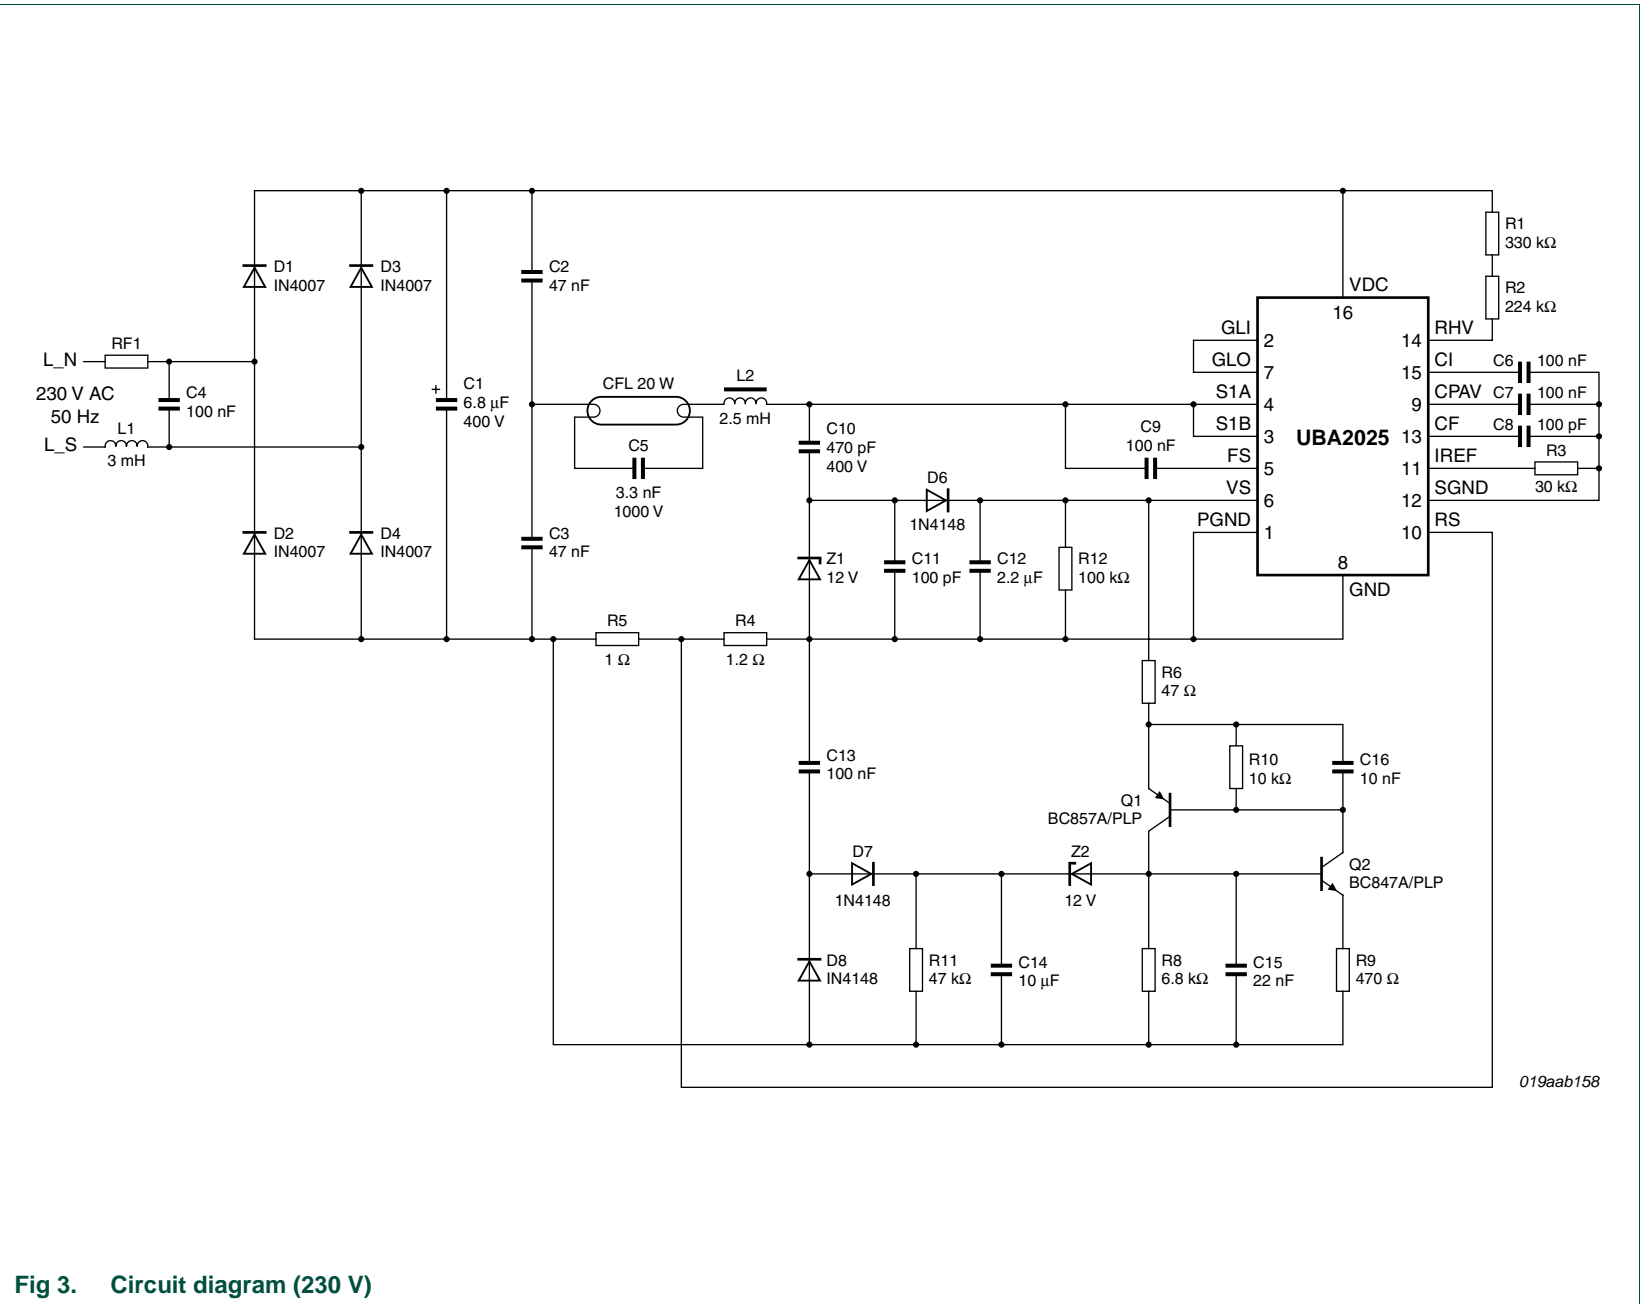 R1
330 kΩ
D1
IN4007
D3
IN4007
C2
47 nF
VDC
16
R2
224 kΩ
GLI
2
14
RHV
RF1
L_N
GLO
7
15
CI
C6
100 nF
230 V AC
50 Hz
C4
100 nF
+
C1
6.8 μF
400 V
CFL 20 W
L2
2.5 mH
S1A
4
9
CPAV
C7
100 nF
L_S
L1
3 mH
C10
470 pF
400 V
C9
100 nF
S1B
3
UBA2025
13
CF
C8
100 pF
C5
3.3 nF
1000 V
FS
5
11
IREF
R3
30 kΩ
D6
1N4148
VS
6
12
SGND
PGND
1
10
RS
D2
IN4007
D4
IN4007
C3
47 nF
Z1
12 V
C11
100 pF
C12
2.2 μF
R12
100 kΩ
8
GND
R5
1 Ω
R4
1.2 Ω
R6
47 Ω
C13
100 nF
R10
10 kΩ
C16
10 nF
Q1
BC857A/PLP
D7
1N4148
Z2
12 V
Q2
BC847A/PLP
D8
IN4148
R11
47 kΩ
C14
10 μF
R8
6.8 kΩ
C15
22 nF
R9
470 Ω
019aab158
Fig 3. Circuit diagram (230 V)